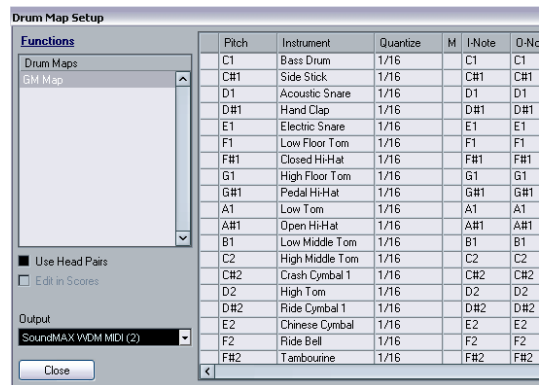 Drum Map Setup
Functions
Drum Maps
GM Map
Use Head Pairs
Edit in Scores
Output
SoundMAX WDM MIDI (2)
Close
Pitch Instrument Quantize M I-Note O-No
C1 Bass Drum 1/16 C1 C1
C#1 Side Stick 1/16 C#1 C#1
D1 Acoustic Snare 1/16 D1 D1
D#1 Hand Clap 1/16 D#1 D#1
E1 Electric Snare 1/16 E1 E1
F1 Low Floor Tom 1/16 F1 F1
F#1 Closed Hi-Hat 1/16 F#1 F#1
G1 High Floor Tom 1/16 G1 G1
G#1 Pedal Hi-Hat 1/16 G#1 G#1
A1 Low Tom 1/16 A1 A1
A#1 Open Hi-Hat 1/16 A#1 A#1
B1 Low Middle Tom 1/16 B1 B1
C2 High Middle Tom 1/16 C2 C2
C#2 Crash Cymbal 1 1/16 C#2 C#2
D2 High Tom 1/16 D2 D2
D#2 Ride Cymbal 1 1/16 D#2 D#2
E2 Chinese Cymbal 1/16 E2 E2
F2 Ride Bell 1/16 F2 F2
F#2 Tambourine 1/16 F#2 F#2